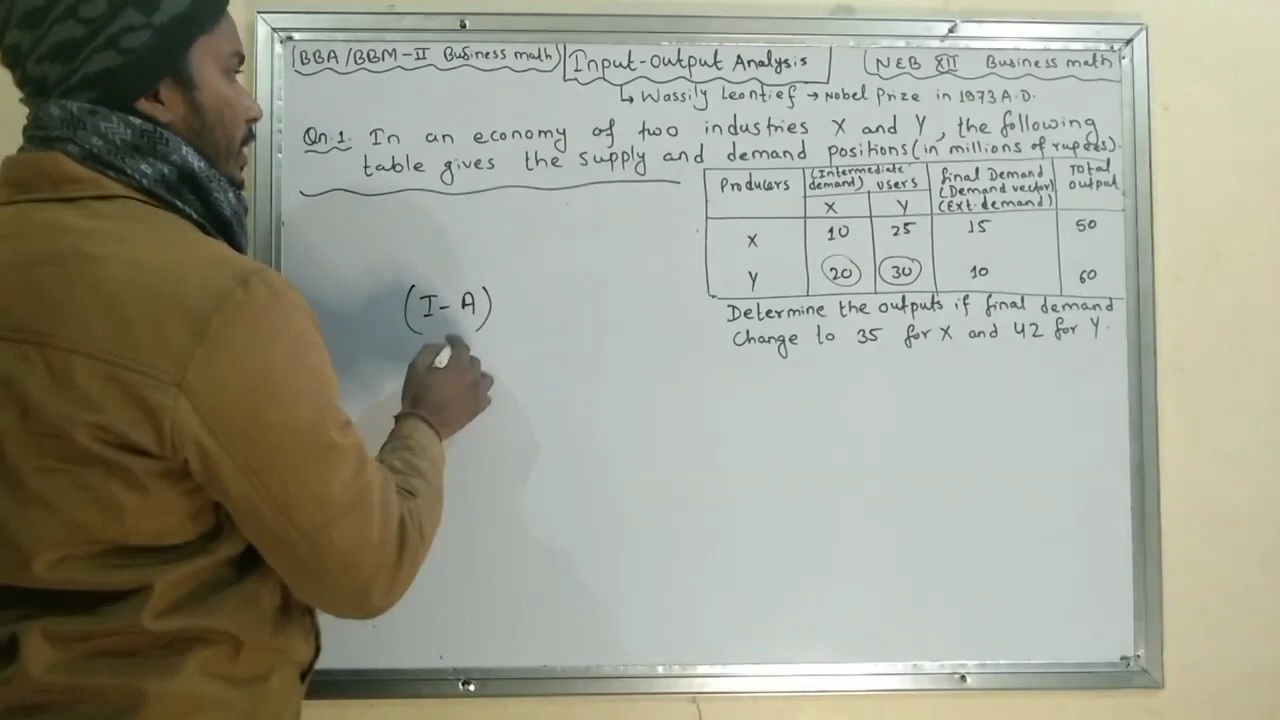 BBA/BBM-II Business math
Input-output Analysis
NEB XII Business math
↳ Wassily Leontief → Nobel Prize in 1973 A.D.
Qn.1. In an economy of two industries X and Y, the following
table gives the supply and demand positions (in millions of rupees).
Producers (Intermediate demand) users Final Demand (Demand vector) (Ext. demand) Total output
X Y
X 10 25 15 50
Y 20 30 10 60
Determine the outputs if final demand
change to 35 for X and 42 for Y.
(I-A)